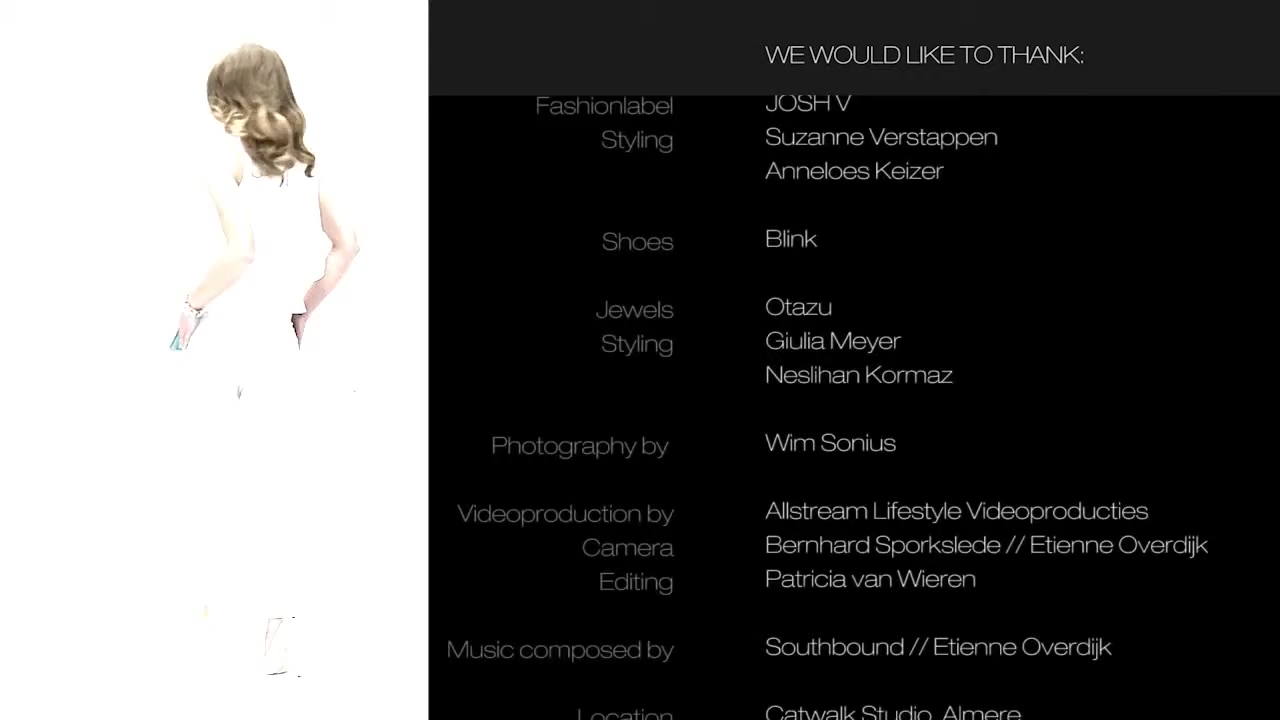 WE WOULD LIKE TO THANK:
Fashionlabel JOSH V
Styling Suzanne Verstappen
Anneloes Keizer
Shoes Blink
Jewels Otazu
Styling Giulia Meyer
Neslihan Kormaz
Photography by Wim Sonius
Videoproduction by Allstream Lifestyle Videoproducties
Camera Bernhard Sporkslede // Etienne Overdijk
Editing Patricia van Wieren
Music composed by Southbound // Etienne Overdijk
Location Catwalk Studio, Almere